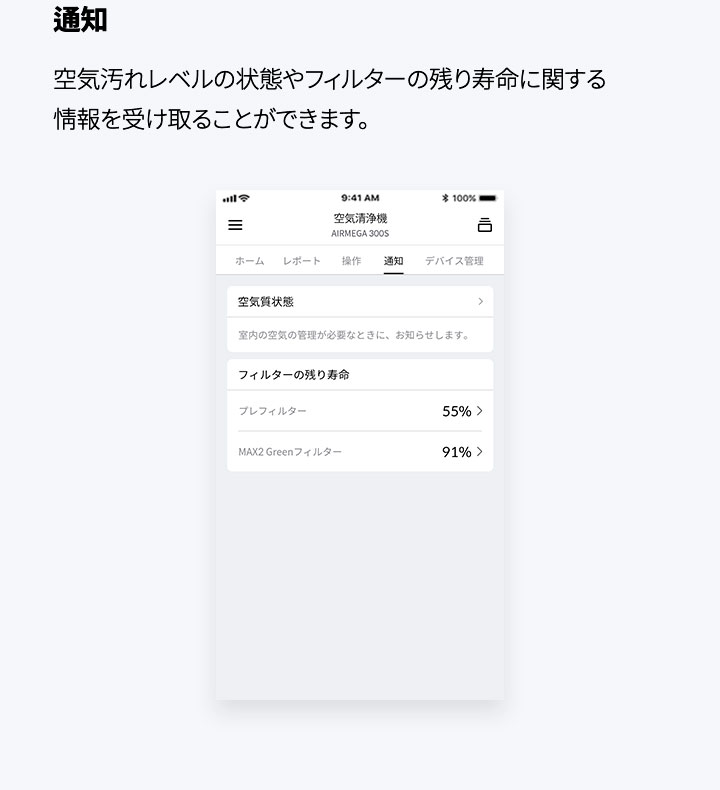 通知
空気汚れレベルの状態やフィルターの残り寿命に関する
情報を受け取ることができます。
9:41 AM
100%
空気清浄機
AIRMEGA 300S
ホーム レポート 操作 通知 デバイス管理
空気質状態
室内の空気の管理が必要なときに、お知らせします。
フィルターの残り寿命
プレフィルター 55%
MAX2 Greenフィルター 91%